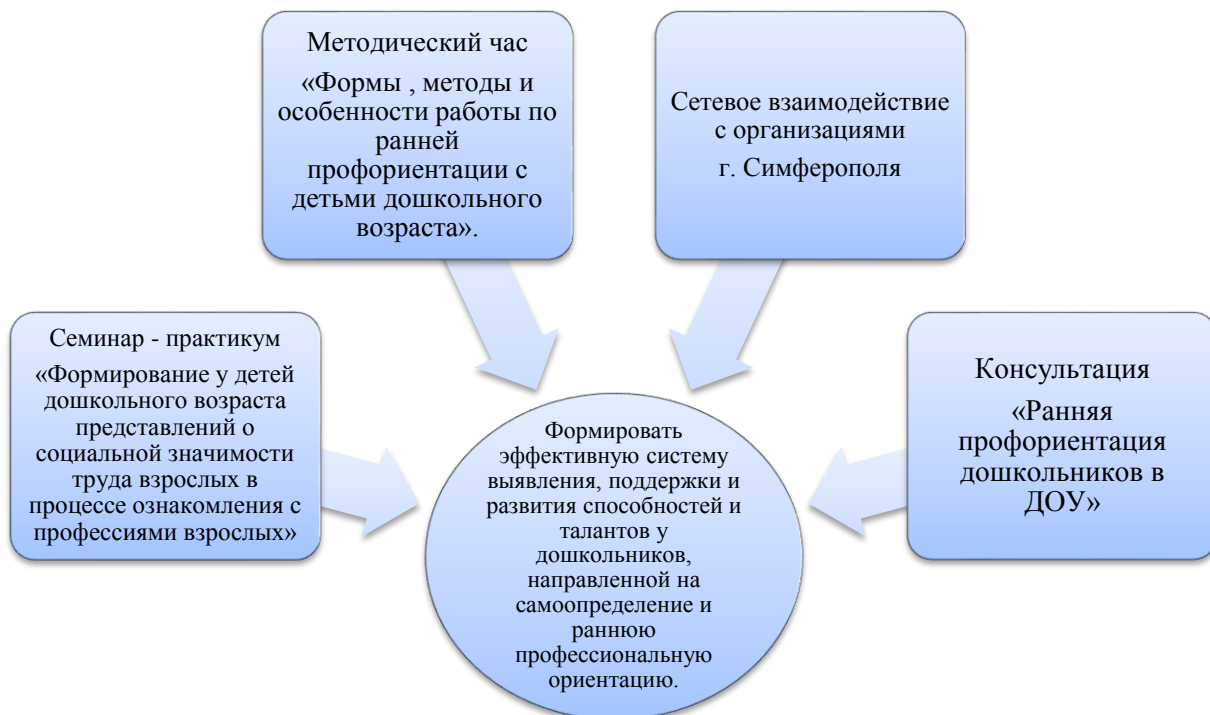 Методический час
«Формы , методы и
особенности работы по
ранней
профориентации с
детьми дошкольного
возраста».
Сетевое взаимодействие
с организациями
г. Симферополя
Семинар - практикум
«Формирование у детей
дошкольного возраста
представлений о
социальной значимости
труда взрослых в
процессе ознакомления с
профессиями взрослых»
Консультация
«Ранняя
профориентация
дошкольников в
ДОУ»
Формировать
эффективную систему
выявления, поддержки и
развития способностей и
талантов у
дошкольников,
направленной на
самоопределение и
раннюю
профессиональную
ориентацию.